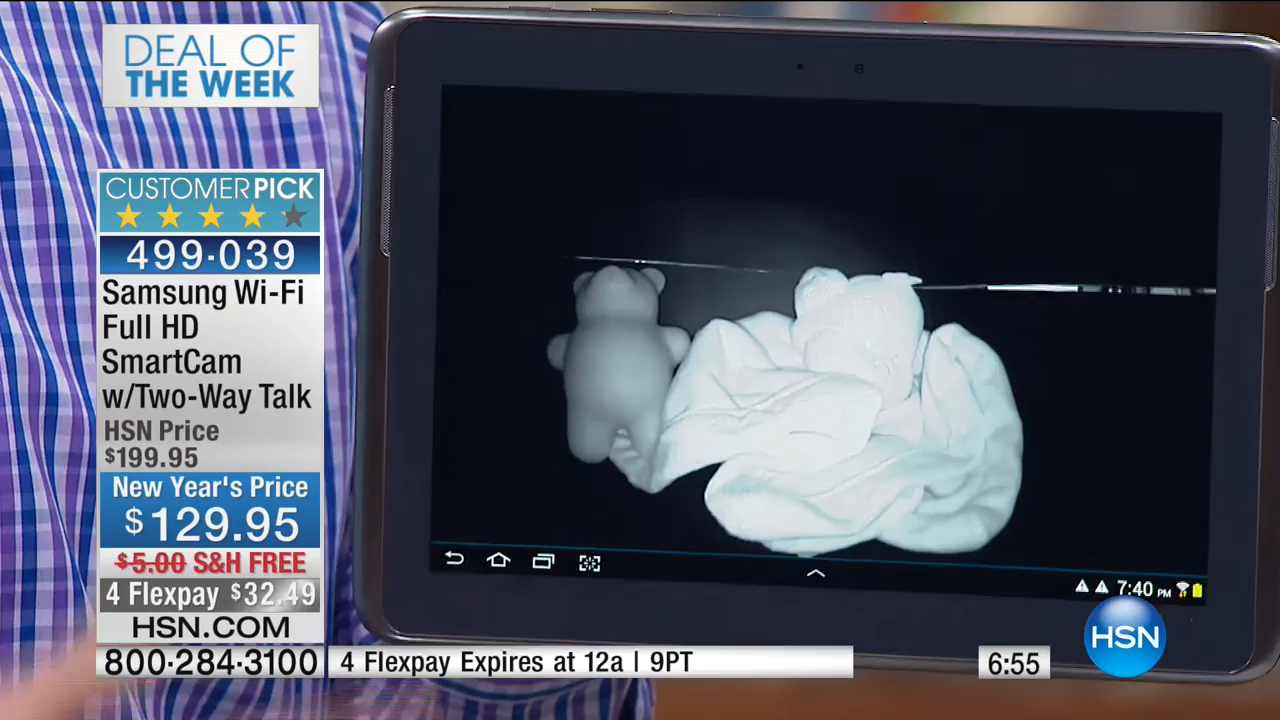 DEAL OF
THE WEEK
CUSTOMER PICK
499·039
Samsung Wi-Fi
Full HD
SmartCam
w/Two-Way Talk
HSN Price
$199.95
New Year's Price
$129.95
$5.00 S&H FREE
4 Flexpay $32.49
HSN.COM
800·284·3100
4 Flexpay Expires at 12a | 9PT
6:55
7:40 PM
HSN